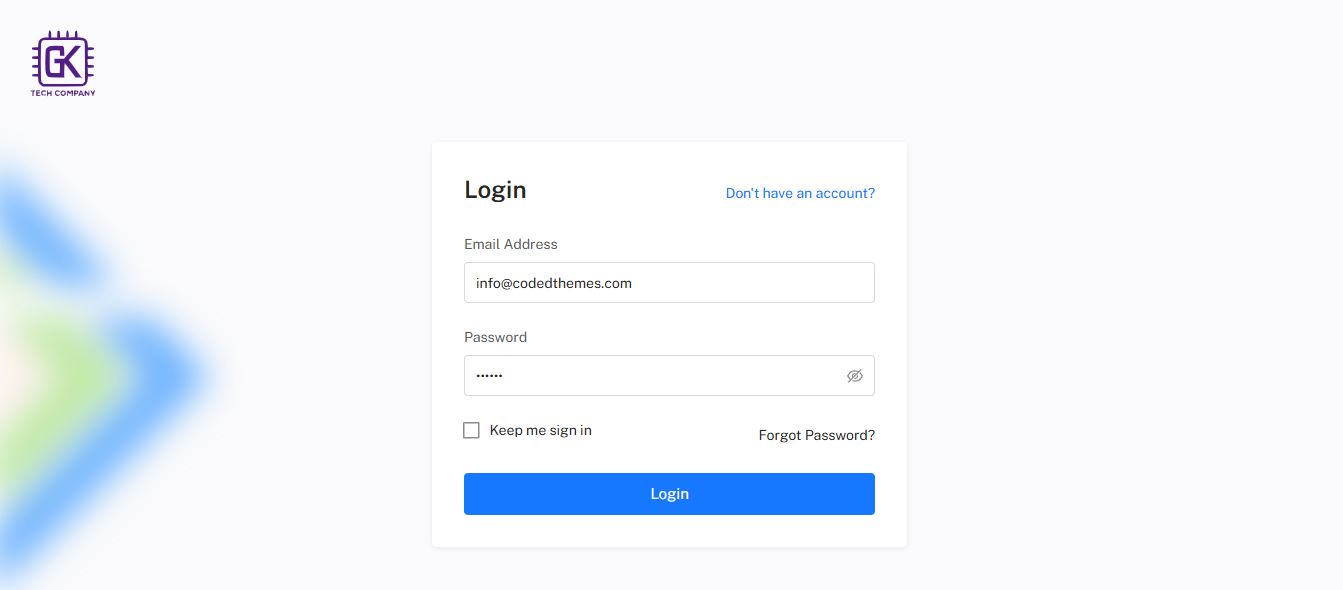 GK
TECH COMPANY
Login
Don't have an account?
Email Address
info@codedthemes.com
Password
••••••
Keep me sign in
Forgot Password?
Login